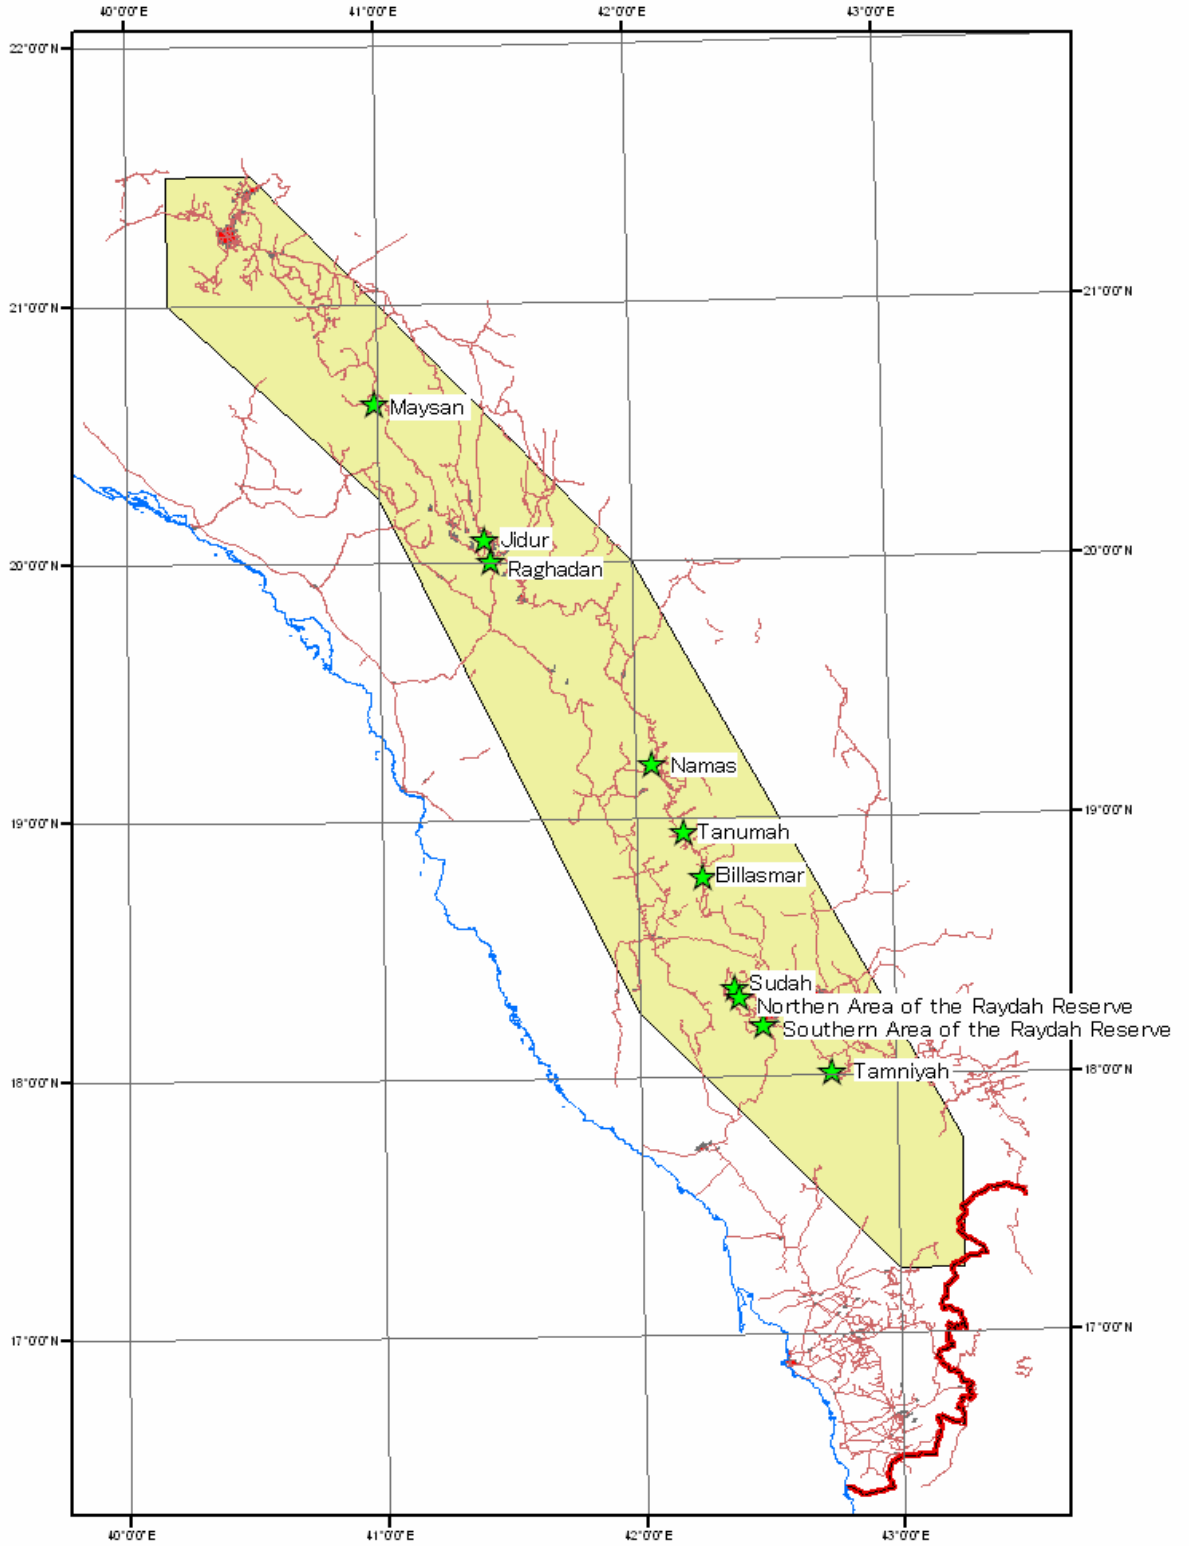 40°0'0"E 41°0'0"E 42°0'0"E 43°0'0"E
22°0'0"N
21°0'0"N 21°0'0"N
Maysan
Jidur
20°0'0"N 20°0'0"N
Raghadan
Namas
19°0'0"N 19°0'0"N
Tanumah
Billasmar
Sudah
Northen Area of the Raydah Reserve
Southern Area of the Raydah Reserve
18°0'0"N Tamniyah 18°0'0"N
17°0'0"N 17°0'0"N
40°0'0"E 41°0'0"E 42°0'0"E 43°0'0"E